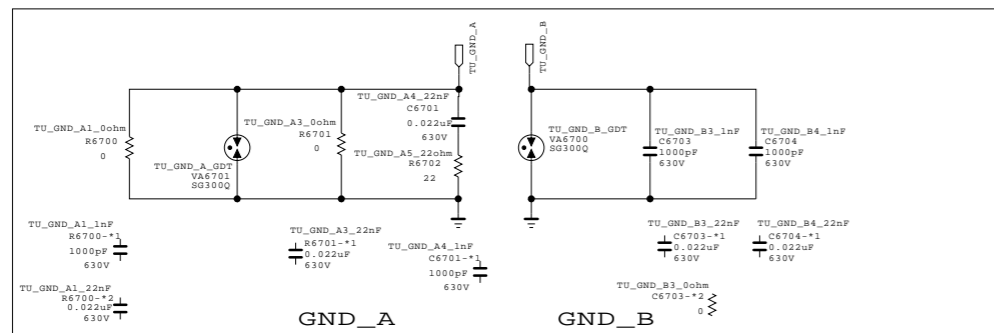 TU_GND_A
TU_GND_B
TU_GND_A4_22nF
C6701
0.022uF
630V
TU_GND_A1_0ohm
R6700
0
TU_GND_A3_0ohm
R6701
0
TU_GND_A_GDT
VA6701
SG300Q
TU_GND_A5_22ohm
R6702
22
TU_GND_B_GDT
VA6700
SG300Q
TU_GND_B3_1nF
C6703
1000pF
630V
TU_GND_B4_1nF
C6704
1000pF
630V
TU_GND_A1_1nF
R6700-*1
1000pF
630V
TU_GND_A3_22nF
R6701-*1
0.022uF
630V
TU_GND_A4_1nF
C6701-*1
1000pF
630V
TU_GND_B3_22nF
C6703-*1
0.022uF
630V
TU_GND_B4_22nF
C6704-*1
0.022uF
630V
TU_GND_A1_22nF
R6700-*2
0.022uF
630V
TU_GND_B3_0ohm
C6703-*2
0
GND_A
GND_B